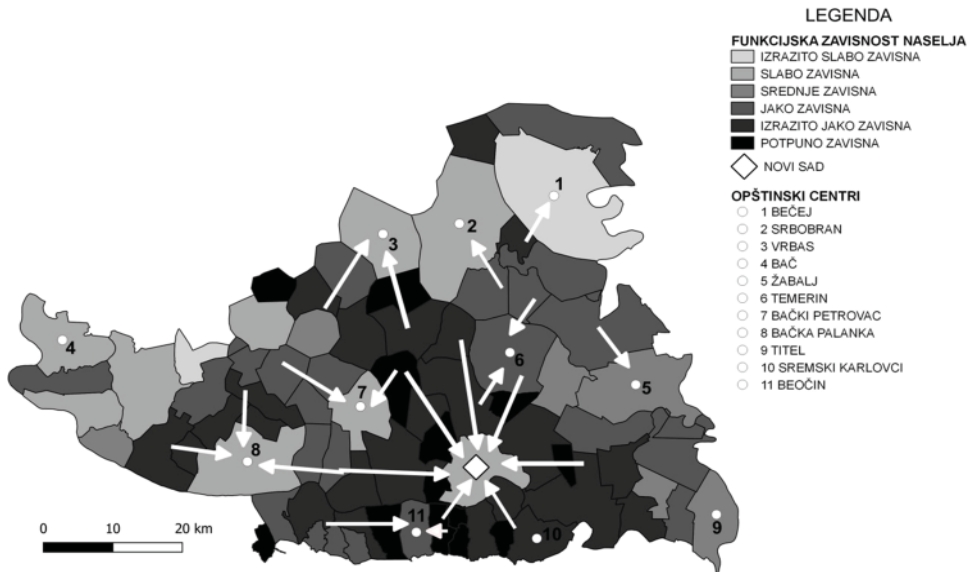 LEGENDA
FUNKCIJSKA ZAVISNOST NASELJA
IZRAZITO SLABO ZAVISNA
SLABO ZAVISNA
SREDNJE ZAVISNA
JAKO ZAVISNA
IZRAZITO JAKO ZAVISNA
POTPUNO ZAVISNA
NOVI SAD
OPŠTINSKI CENTRI
1 BEČEJ
2 SRBOBRAN
3 VRBAS
4 BAČ
5 ŽABALJ
6 TEMERIN
7 BAČKI PETROVAC
8 BAČKA PALANKA
9 TITEL
10 SREMSKI KARLOVCI
11 BEOČIN
1
2
3
4
6
5
7
8
11
10
9
0 10 20 km